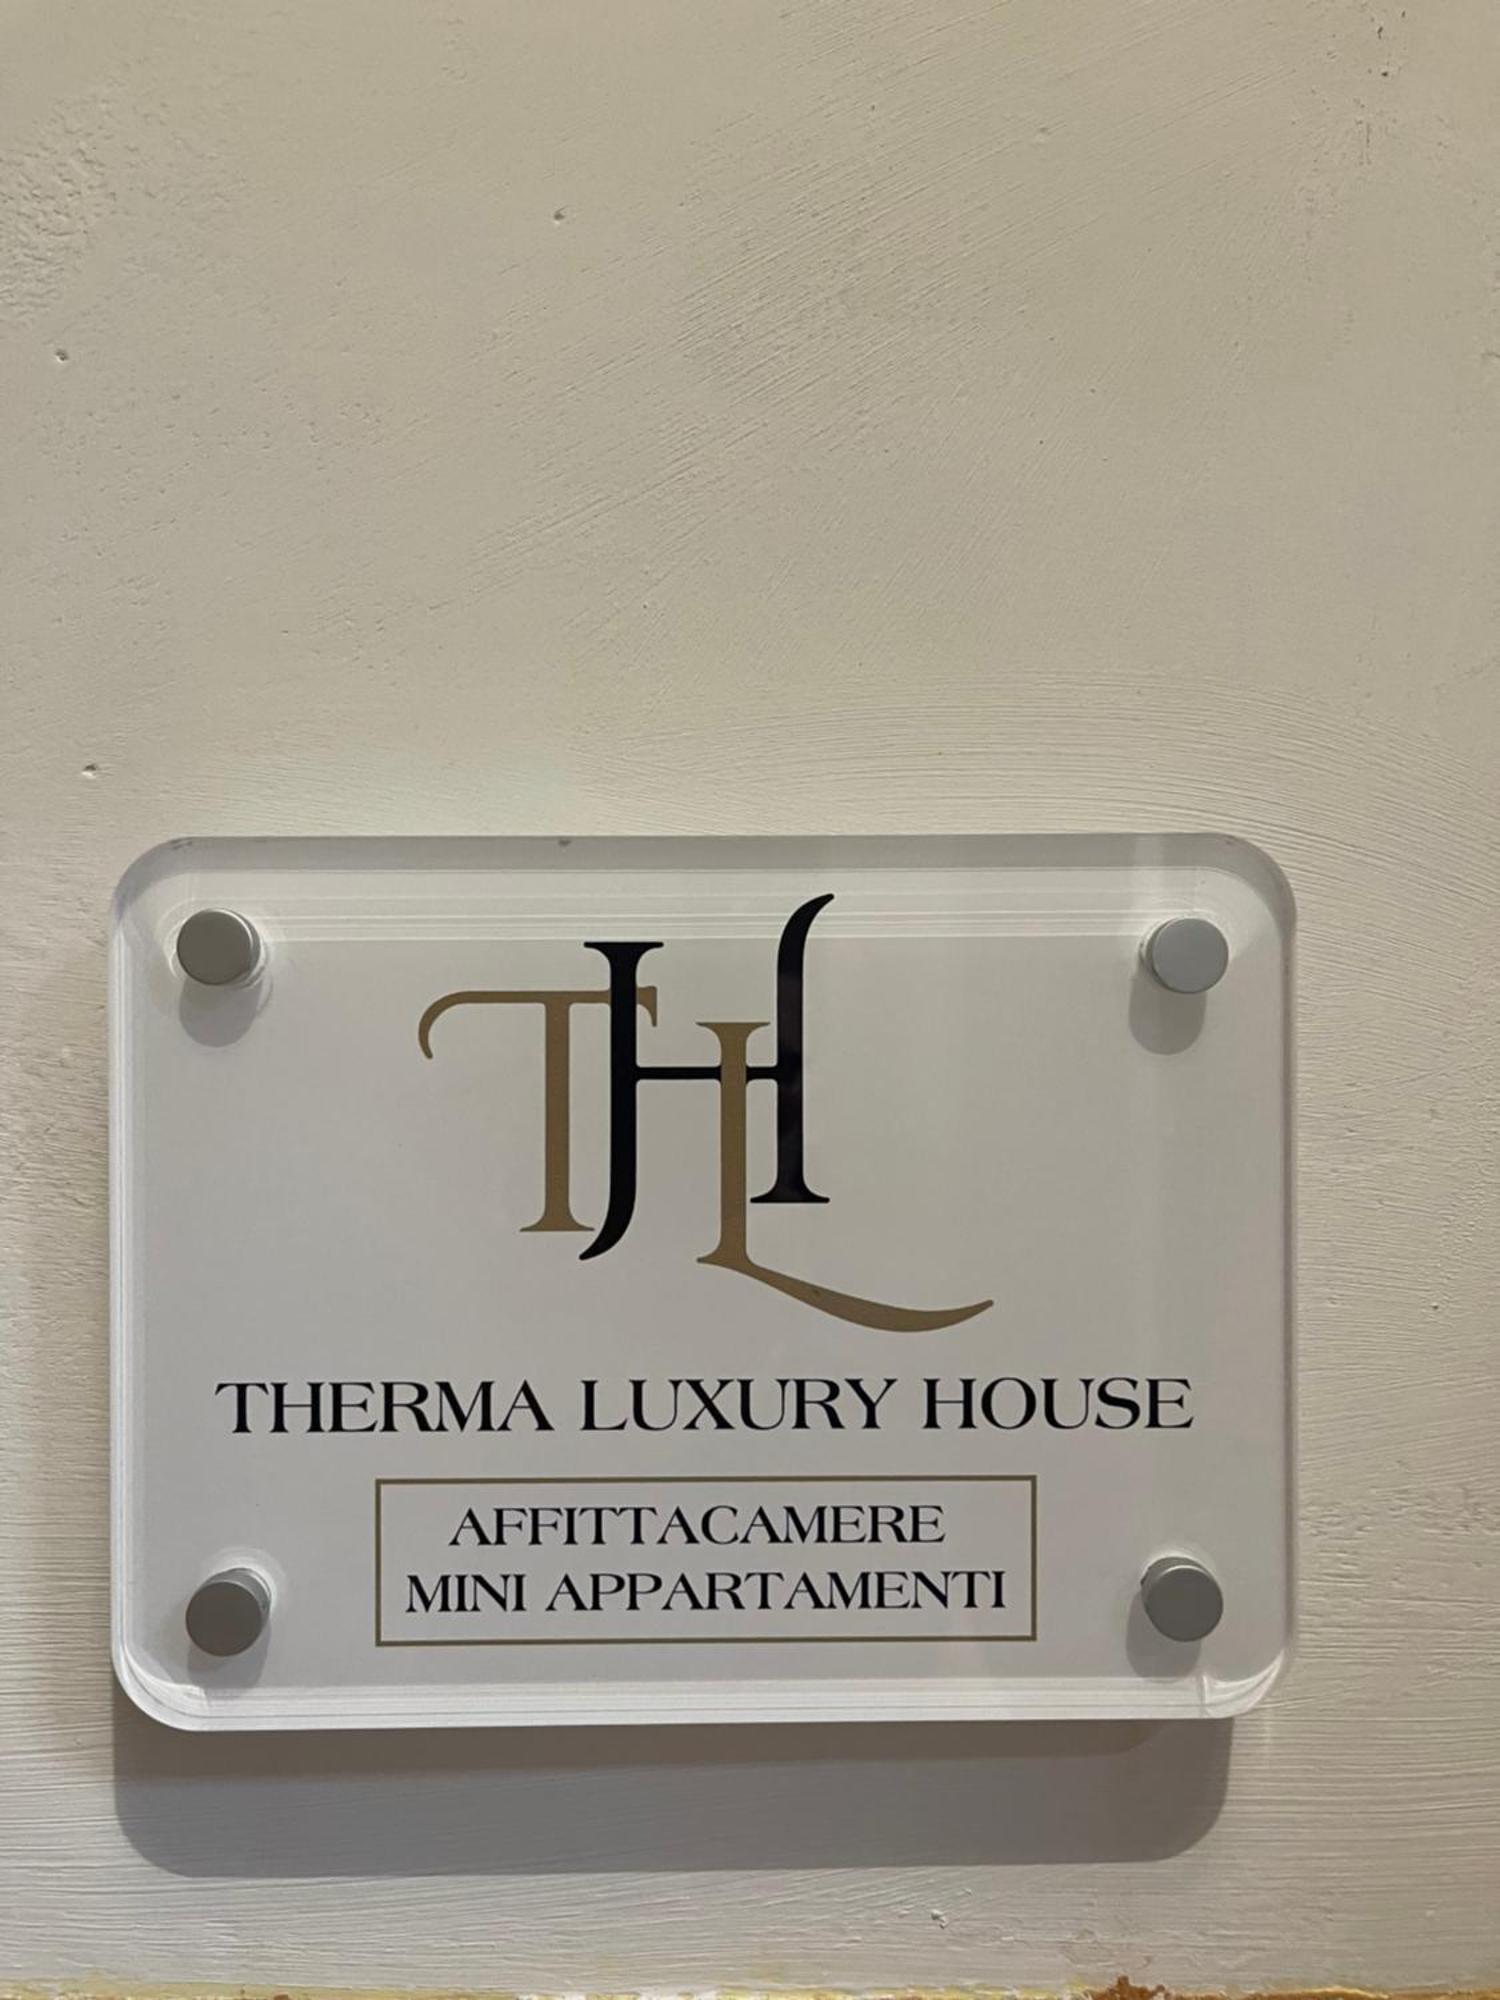 THL
THERMA LUXURY HOUSE
AFFITTACAMERE
MINI APPARTAMENTI